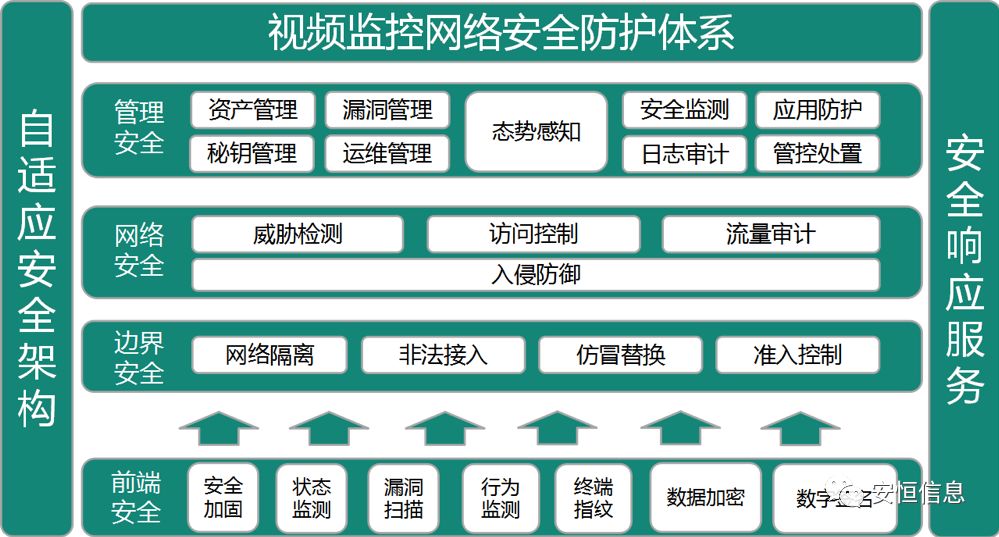 视频监控网络安全防护体系
自适应安全架构
管理
安全
资产管理
漏洞管理
态势感知
安全监测
应用防护
秘钥管理
运维管理
日志审计
管控处置
网络
安全
威胁检测
访问控制
流量审计
入侵防御
边界
安全
网络隔离
非法接入
仿冒替换
准入控制
前端
安全
安全
加固
状态
监测
漏洞
扫描
行为
监测
终端
指纹
数据加密
数字签名
安恒信息
安全响应服务